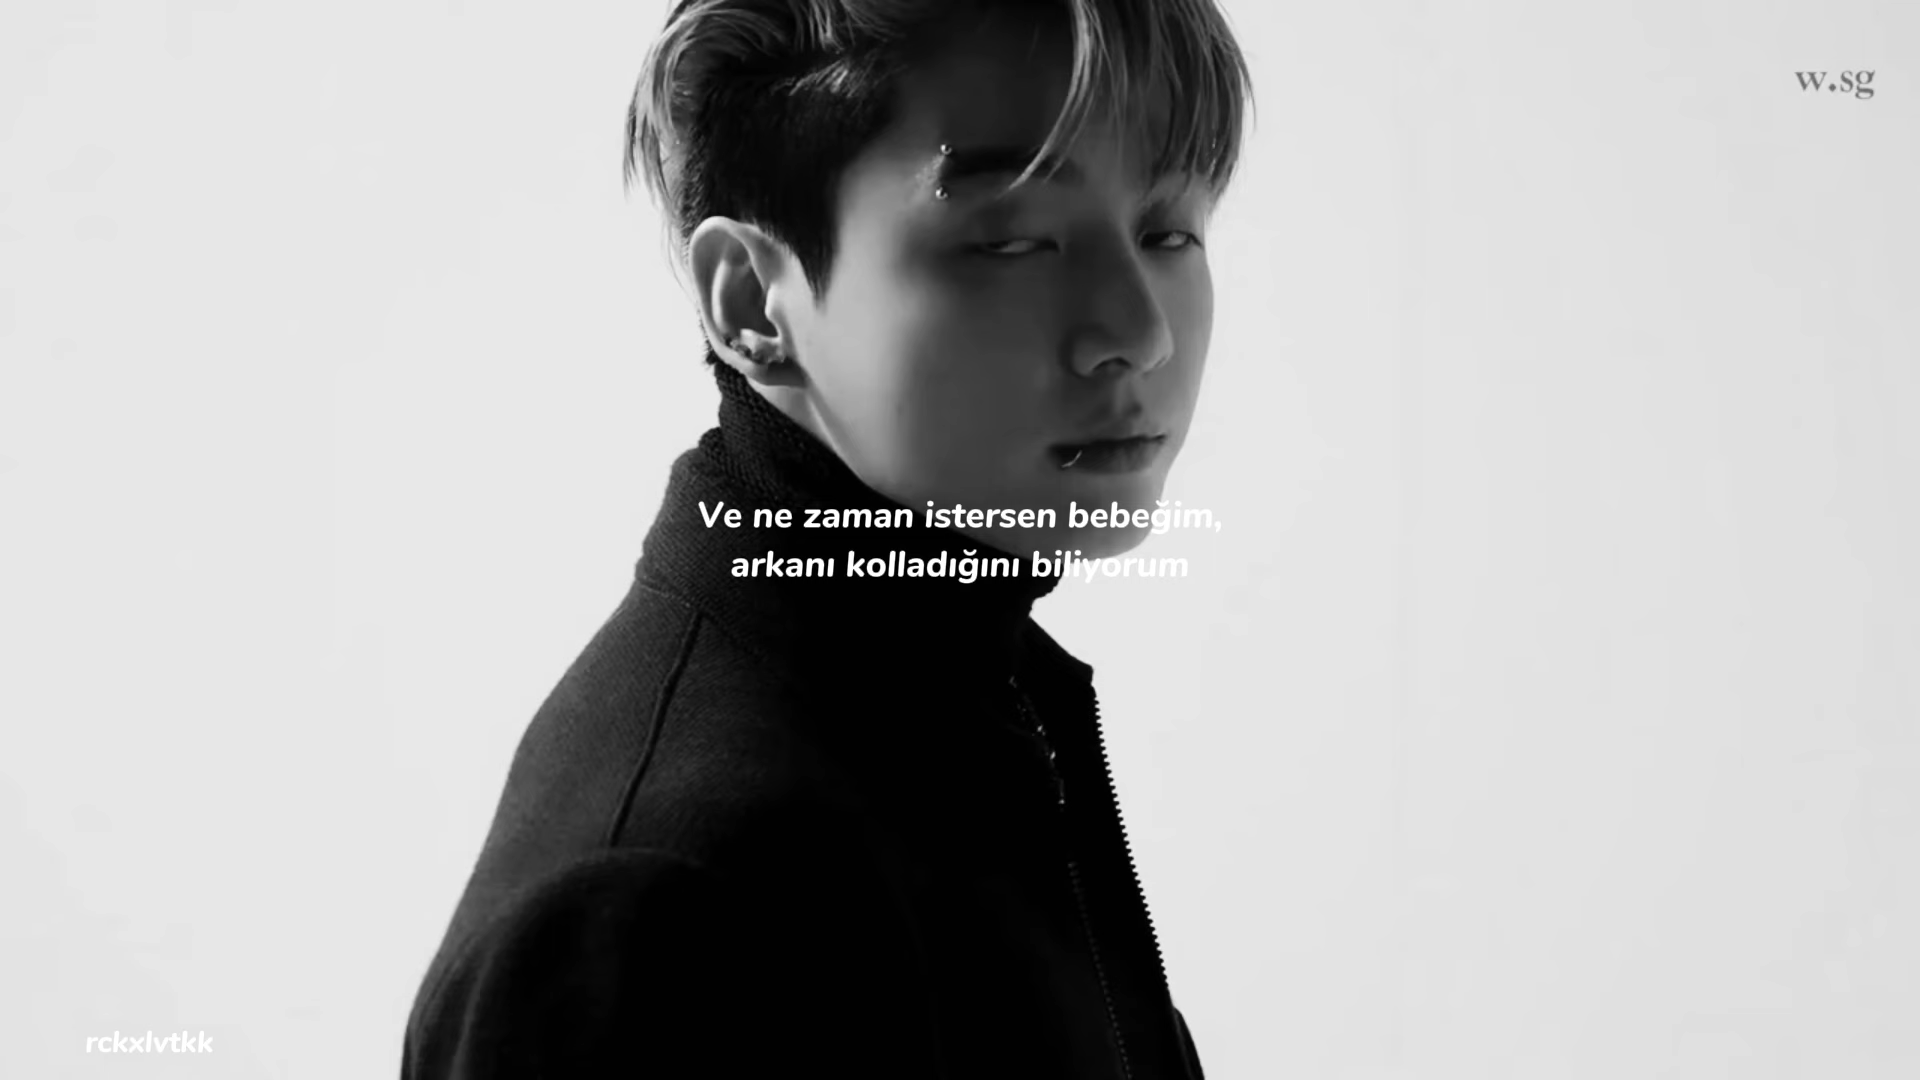 w.sg
Ve ne zaman istersen bebeğim,
arkanı kolladığını biliyorum
rckxlvtkk